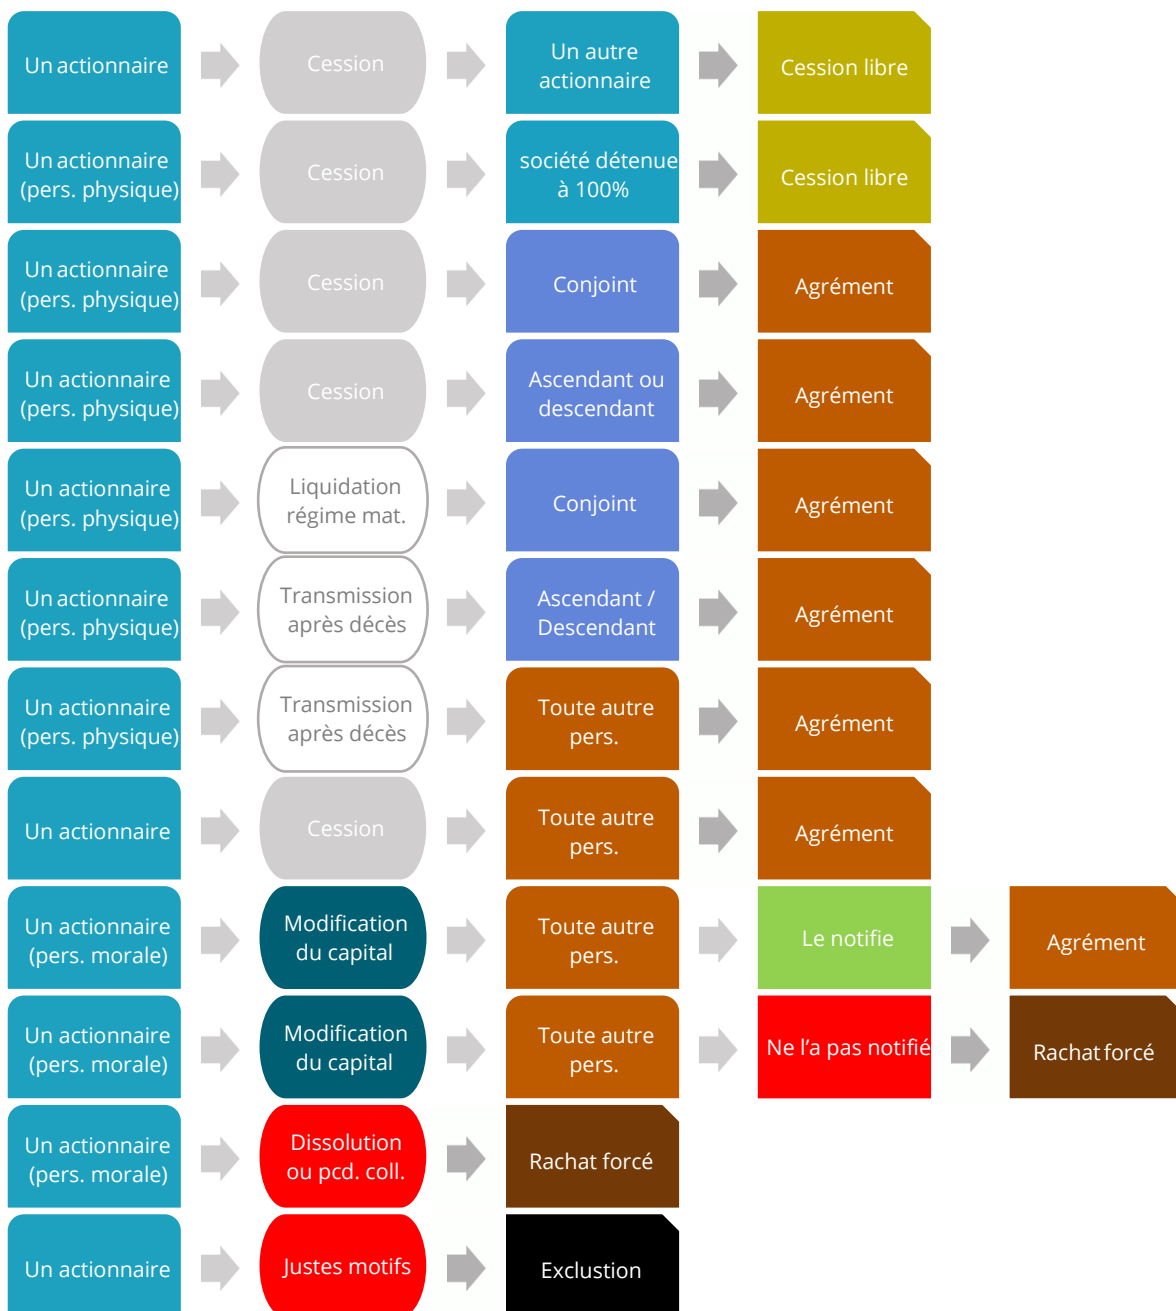 Un actionnaire
Cession
Un autre
actionnaire
Cession libre
Un actionnaire
(pers. physique)
Cession
société détenue
à 100%
Cession libre
Un actionnaire
(pers. physique)
Cession
Conjoint
Agrément
Un actionnaire
(pers. physique)
Cession
Ascendant ou
descendant
Agrément
Un actionnaire
(pers. physique)
Liquidation
régime mat.
Conjoint
Agrément
Un actionnaire
(pers. physique)
Transmission
après décès
Ascendant /
Descendant
Agrément
Un actionnaire
(pers. physique)
Transmission
après décès
Toute autre
pers.
Agrément
Un actionnaire
Cession
Toute autre
pers.
Agrément
Un actionnaire
(pers. morale)
Modification
du capital
Toute autre
pers.
Le notifie
Agrément
Un actionnaire
(pers. morale)
Modification
du capital
Toute autre
pers.
Ne l'a pas notifié
Rachat forcé
Un actionnaire
(pers. morale)
Dissolution
ou pcd. coll.
Rachat forcé
Un actionnaire
Justes motifs
Exclustion